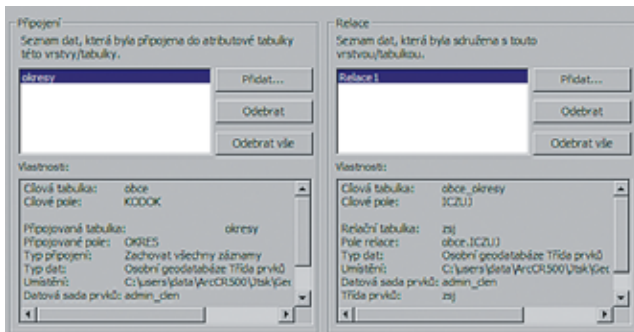 Připojení
Seznam dat, která byla připojena do atributové tabulky
této vrstvy/tabulky.
okresy
Přidat...
Odebrat
Odebrat vše
Vlastnosti:
Cílová tabulka: obce
Cílové pole: KODOK
Připojovaná tabulka: okresy
Připojované pole: OKRES
Typ připojení: Zachovat všechny záznamy
Typ dat: Osobní geodatabáze Třída prvků
Umístění: C:\users\data\ArcCR500\Jtsk\Geo
Datová sada prvků: admin_clen
Relace
Seznam dat, která byla sdružena s touto
vrstvou/tabulkou.
Relace1
Přidat...
Odebrat
Odebrat vše
Vlastnosti:
Cílová tabulka: obce_okresy
Cílové pole: ICZUJ
Relační tabulka: zsj
Pole relace: obce.ICZUJ
Typ dat: Osobní geodatabáze Třída prvků
Umístění: C:\users\data\ArcCR500\Jtsk\Geo
Datová sada prvků: admin_clen
Třída prvků: zsj